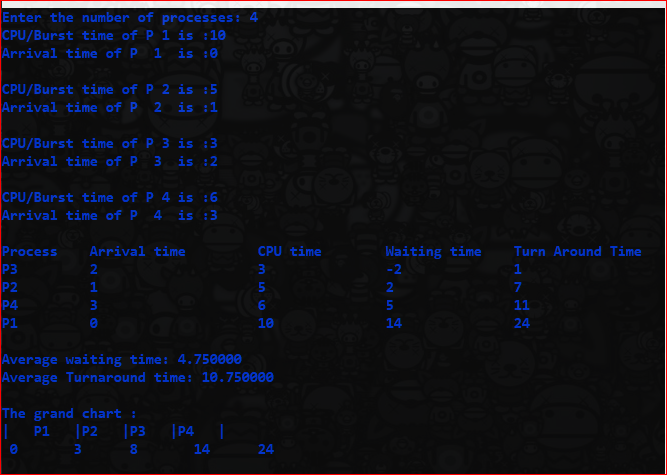 Enter the number of processes: 4
CPU/Burst time of P 1 is :10
Arrival time of P  1  is :0
CPU/Burst time of P 2 is :5
Arrival time of P  2  is :1
CPU/Burst time of P 3 is :3
Arrival time of P  3  is :2
CPU/Burst time of P 4 is :6
Arrival time of P  4  is :3
Process    Arrival time         CPU time        Waiting time    Turn Around Time
P3         2                    3               -2              1
P2         1                    5               2               7
P4         3                    6               5               11
P1         0                    10              14              24
Average waiting time: 4.750000
Average Turnaround time: 10.750000
The grand chart :
|   P1   |P2   |P3   |P4   |
 0       3      8       14      24